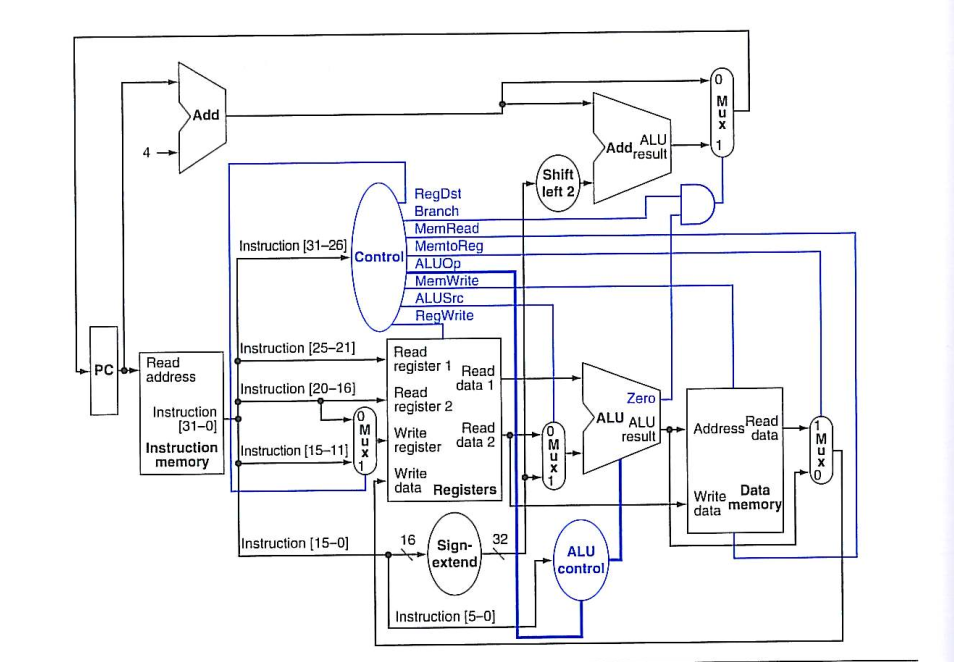 Add
4
0
M
u
x
1
Add
ALU
result
Shift
left 2
RegDst
Branch
MemRead
MemtoReg
ALUOp
MemWrite
ALUSrc
RegWrite
Instruction [31–26]
Control
PC
Read
address
Instruction
[31–0]
Instruction
memory
Instruction [25–21]
Instruction [20–16]
Instruction [15–11]
0
M
u
x
1
Read
register 1
Read
register 2
Write
register
Write
data
Read
data 1
Read
data 2
Registers
0
M
u
x
1
Zero
ALU
ALU
result
Address
Read
data
Write
data
Data
memory
1
M
u
x
0
Instruction [15–0]
16
Sign-
extend
32
ALU
control
Instruction [5–0]